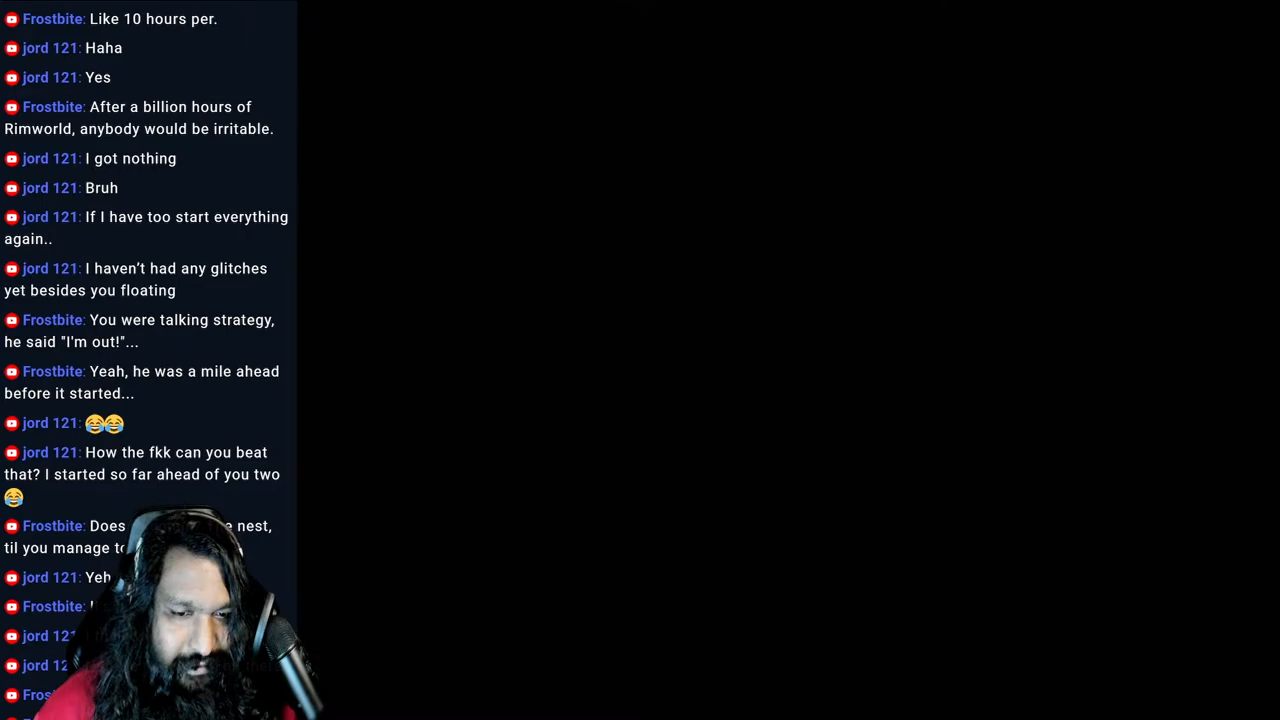 Frostbite: Like 10 hours per.
jord 121: Haha
jord 121: Yes
Frostbite: After a billion hours of
Rimworld, anybody would be irritable.
jord 121: I got nothing
jord 121: Bruh
jord 121: If I have too start everything
again..
jord 121: I haven’t had any glitches
yet besides you floating
Frostbite: You were talking strategy,
he said "I'm out!"...
Frostbite: Yeah, he was a mile ahead
before it started...
jord 121: 😂😂
jord 121: How the fkk can you beat
that? I started so far ahead of you two
😂
Frostbite: Does nest,
til you manage
jord 121: Yeh
Frostbite:
jord 121
jord